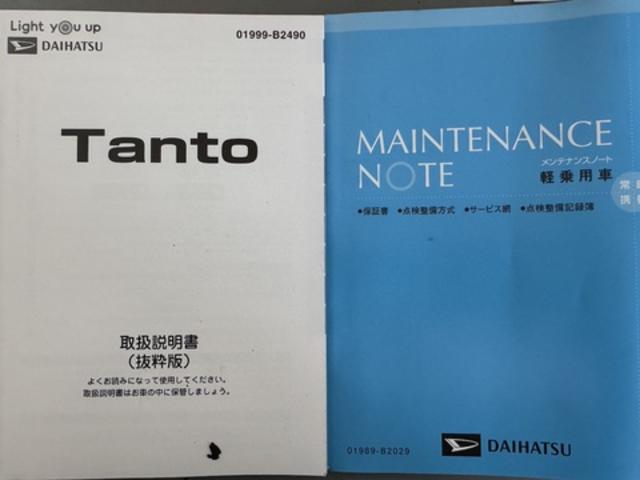 Light you up
DAIHATSU
01999-B2490
Tanto
取扱説明書
(抜粋版)
よくお読みになって使用してください。
取扱説明書はお車の中に保管しましょう。
MAINTENANCE
NOTE
メンテナンスノート
軽乗用車
常
携
●保証書 ●点検整備方式 ●サービス網 ●点検整備記録簿
01989-B2029
DAIHATSU